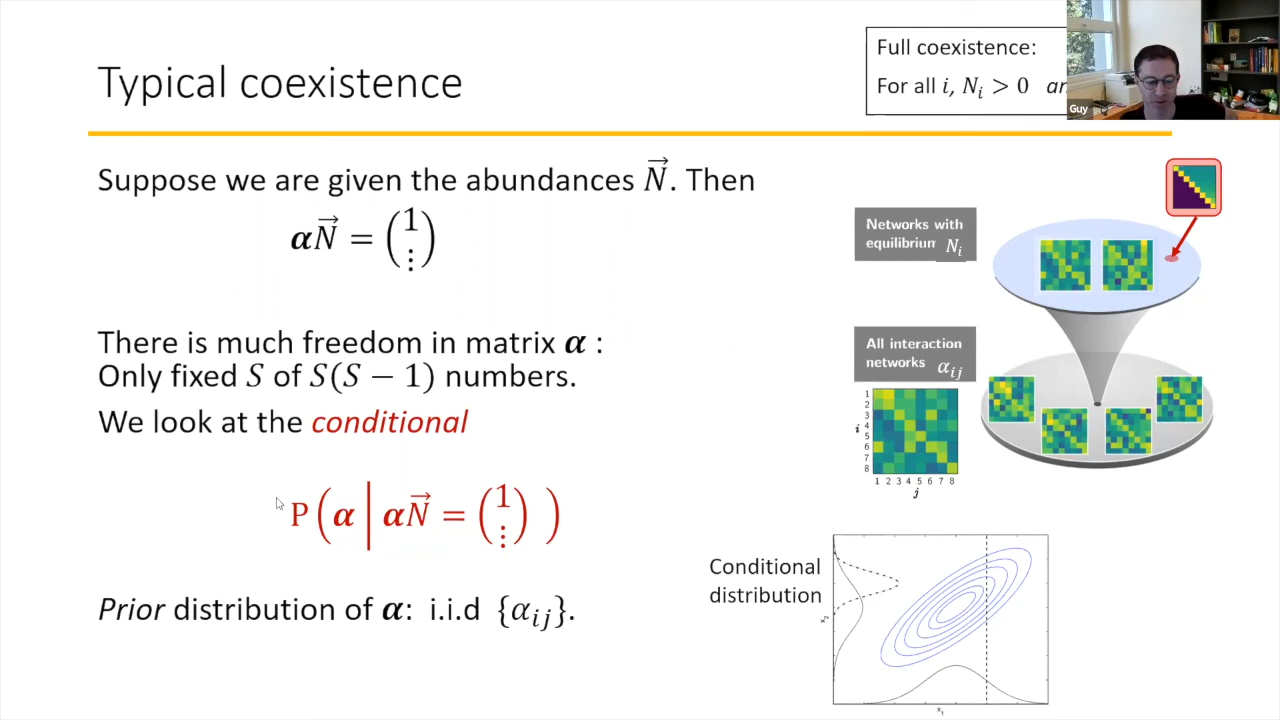 Full coexistence:
For all i, N_i > 0
Guy
Typical coexistence
Suppose we are given the abundances N⃗. Then
αN⃗ = (1 ⋮)
There is much freedom in matrix α :
Only fixed S of S(S − 1) numbers.
We look at the conditional
P(α | αN⃗ = (1 ⋮) )
Prior distribution of α: i.i.d {α_ij}.
Networks with
equilibrium N_i
All interaction
networks α_ij
1
2
3
4
5
6
7
8
i
1 2 3 4 5 6 7 8
j
Conditional
distribution
x₂
x₁